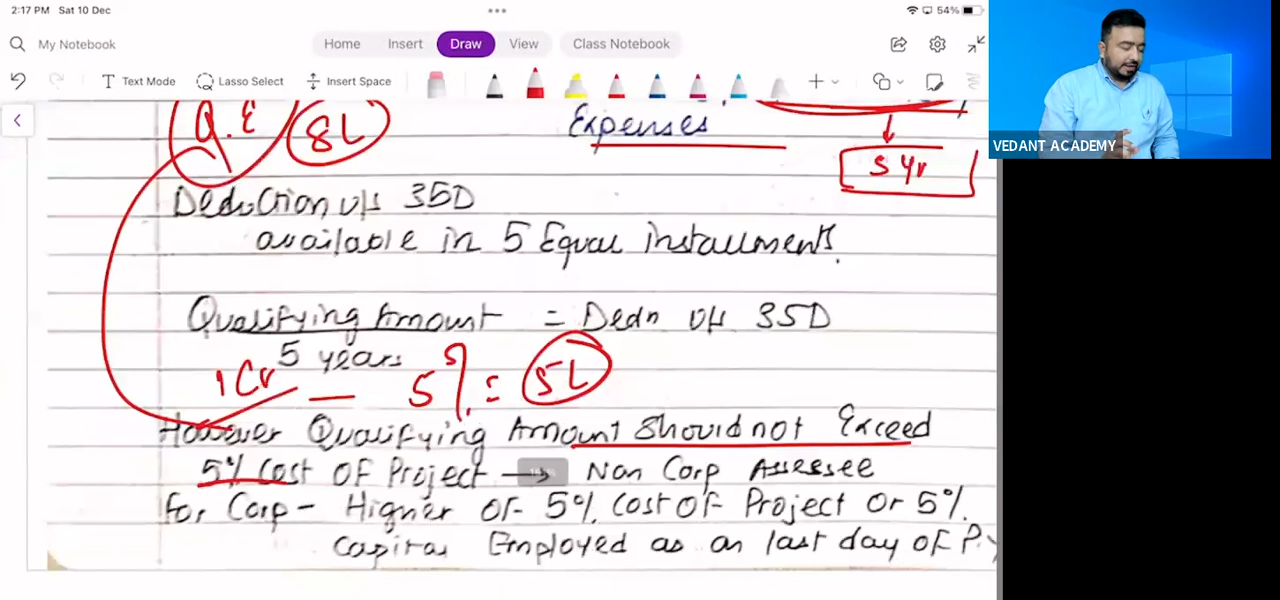 2:17 PM Sat 10 Dec
54%
My Notebook
Home Insert Draw View Class Notebook
Text Mode Lasso Select Insert Space
VEDANT ACADEMY
Q.E 8L
Expenses
5 yr
Deduction u/s 35D
available in 5 Equal installments.
Qualifying Amount = Dedn u/s 35D
5 years
1 Cr — 5% = 5L
However Qualifying Amount Should not Exceed
5% Cost OF Project → Non Corp Assesee
For Corp - Higher OF 5% Cost OF Project Or 5%
Capital Employed as on last day of P.Y